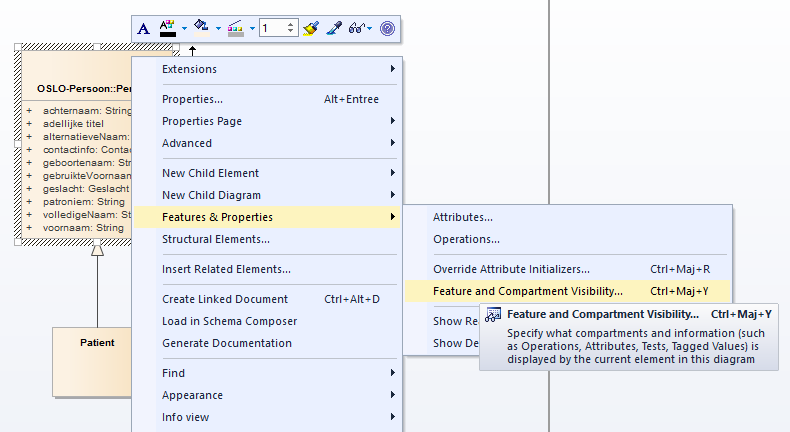 A
1
OSLO-Persoon::Per
+ achternaam: String
+ adellijke titel
+ alternatieveNaam:
+ contactinfo: Contac
+ geboortenaam: Str
+ gebruikteVoornaam
+ geslacht: Geslacht
+ patroniem: String
+ volledigeNaam: St
+ voornaam: String
Patient
Extensions
Properties... Alt+Entree
Properties Page
Advanced
New Child Element
New Child Diagram
Features & Properties
Structural Elements...
Insert Related Elements...
Create Linked Document Ctrl+Alt+D
Load in Schema Composer
Generate Documentation
Find
Appearance
Info view
Attributes...
Operations...
Override Attribute Initializers... Ctrl+Maj+R
Feature and Compartment Visibility... Ctrl+Maj+Y
Show Re
Show De
Feature and Compartment Visibility... Ctrl+Maj+Y
Specify what compartments and information (such
as Operations, Attributes, Tests, Tagged Values) is
displayed by the current element in this diagram